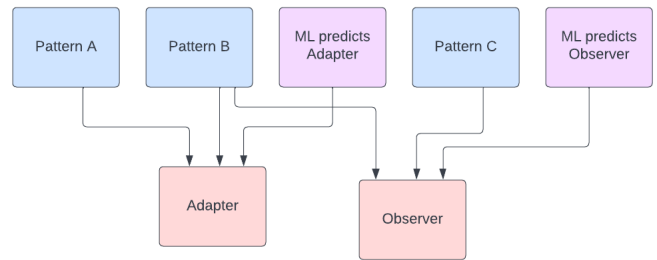 Pattern A
Pattern B
ML predicts
Adapter
Pattern C
ML predicts
Observer
Adapter
Observer